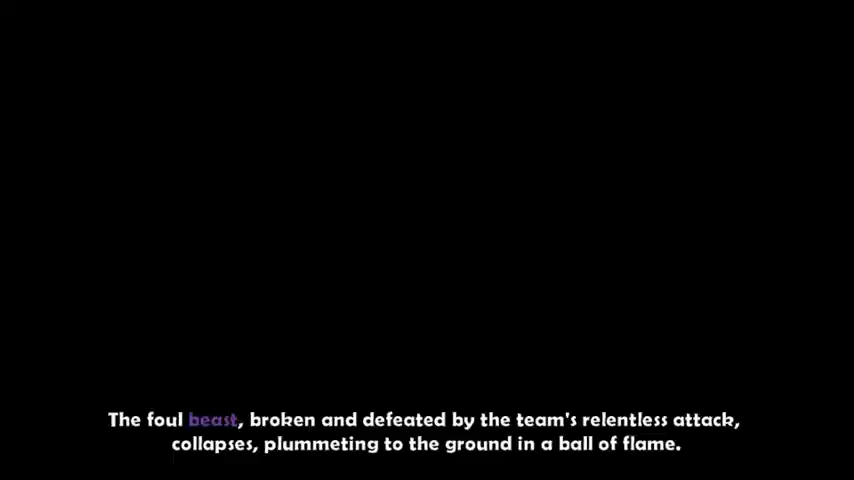 The foul beast, broken and defeated by the team's relentless attack,
collapses, plummeting to the ground in a ball of flame.